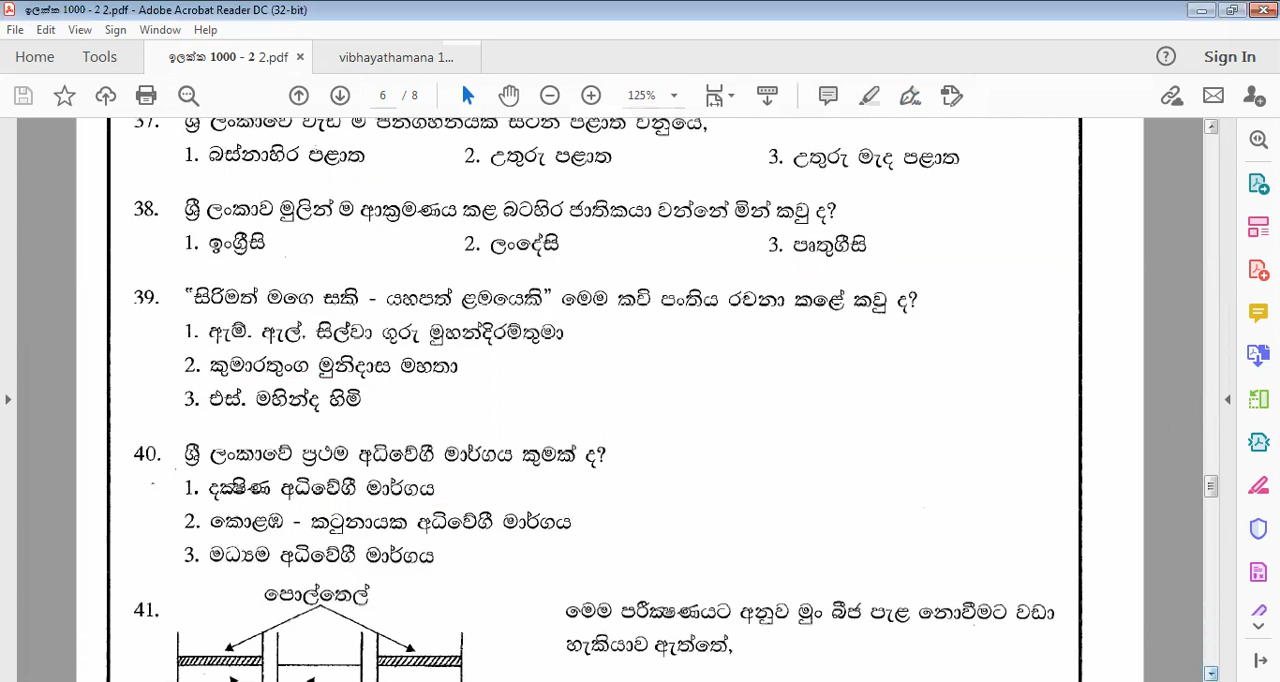 ඉලක්ක 1000 - 2 2.pdf - Adobe Acrobat Reader DC (32-bit)
File Edit View Sign Window Help
Home Tools ඉලක්ක 1000 - 2 2.pdf × vibhayathamana 1... Sign In
6 / 8 125%
37. ශ්‍රී ලංකාවේ වැඩි ම ජනගහනයක් සිටින පළාත වනුයේ,
1. බස්නාහිර පළාත 2. උතුරු පළාත 3. උතුරු මැද පළාත
38. ශ්‍රී ලංකාව මුලින් ම ආක්‍රමණය කළ බටහිර ජාතිකයා වන්නේ මින් කවු ද?
1. ඉංග්‍රීසි 2. ලංදේසි 3. පෘතුගීසි
39. "සිරිමත් මගෙ සකි - යහපත් ළමයෙකි" මෙම කවි පංතිය රචනා කළේ කවු ද?
1. ඇම්. ඇල්. සිල්වා ගුරු මුහන්දිරම්තුමා
2. කුමාරතුංග මුනිදාස මහතා
3. එස්. මහින්ද හිමි
40. ශ්‍රී ලංකාවේ ප්‍රථම අධිවේගී මාර්ගය කුමක් ද?
1. දක්ෂිණ අධිවේගී මාර්ගය
2. කොළඹ - කටුනායක අධිවේගී මාර්ගය
3. මධ්‍යම අධිවේගී මාර්ගය
41. පොල්තෙල්
මෙම පරීක්ෂණයට අනුව මුං බීජ පැළ නොවීමට වඩා
හැකියාව ඇත්තේ,